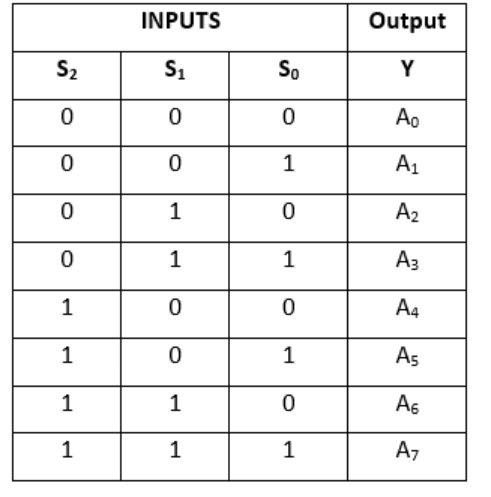 INPUTS Output
S₂ S₁ S₀ Y
0 0 0 A₀
0 0 1 A₁
0 1 0 A₂
0 1 1 A₃
1 0 0 A₄
1 0 1 A₅
1 1 0 A₆
1 1 1 A₇